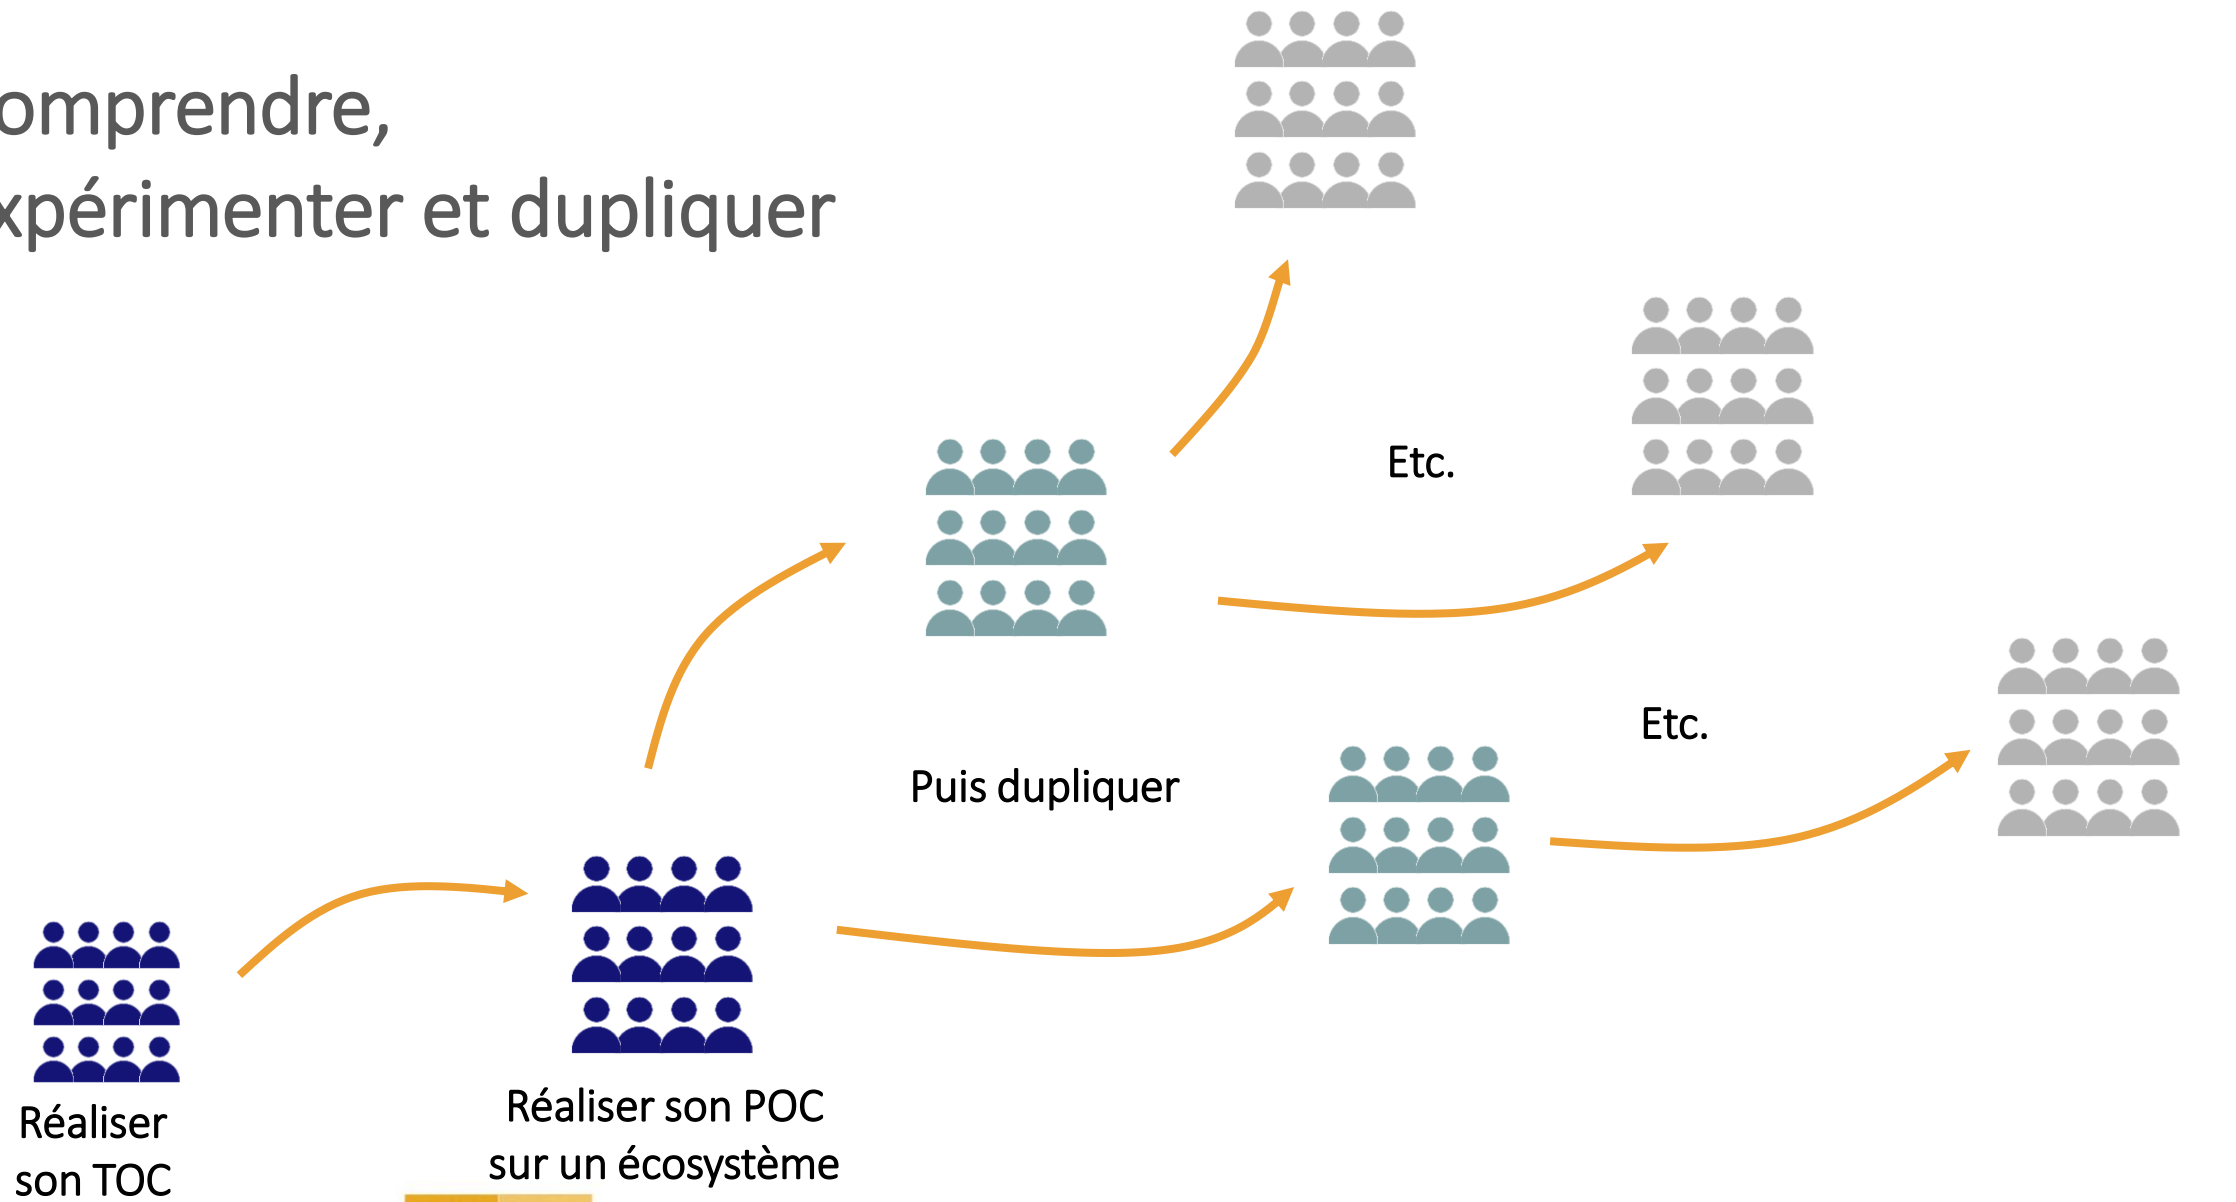 omprendre,
xpérimenter et dupliquer
Etc.
Etc.
Puis dupliquer
Réaliser son POC
sur un écosystème
Réaliser
son TOC